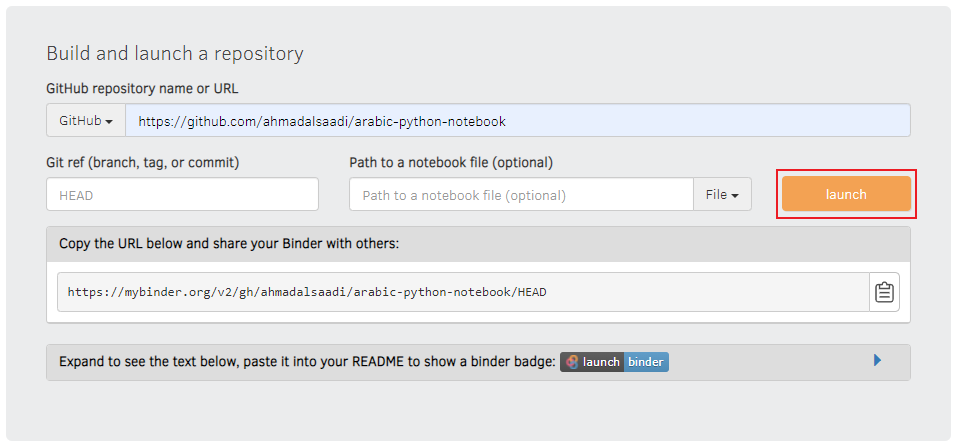 Build and launch a repository
GitHub repository name or URL
GitHub https://github.com/ahmadalsaadi/arabic-python-notebook
Git ref (branch, tag, or commit) Path to a notebook file (optional)
HEAD Path to a notebook file (optional) File launch
Copy the URL below and share your Binder with others:
https://mybinder.org/v2/gh/ahmadalsaadi/arabic-python-notebook/HEAD
Expand to see the text below, paste it into your README to show a binder badge: launch binder